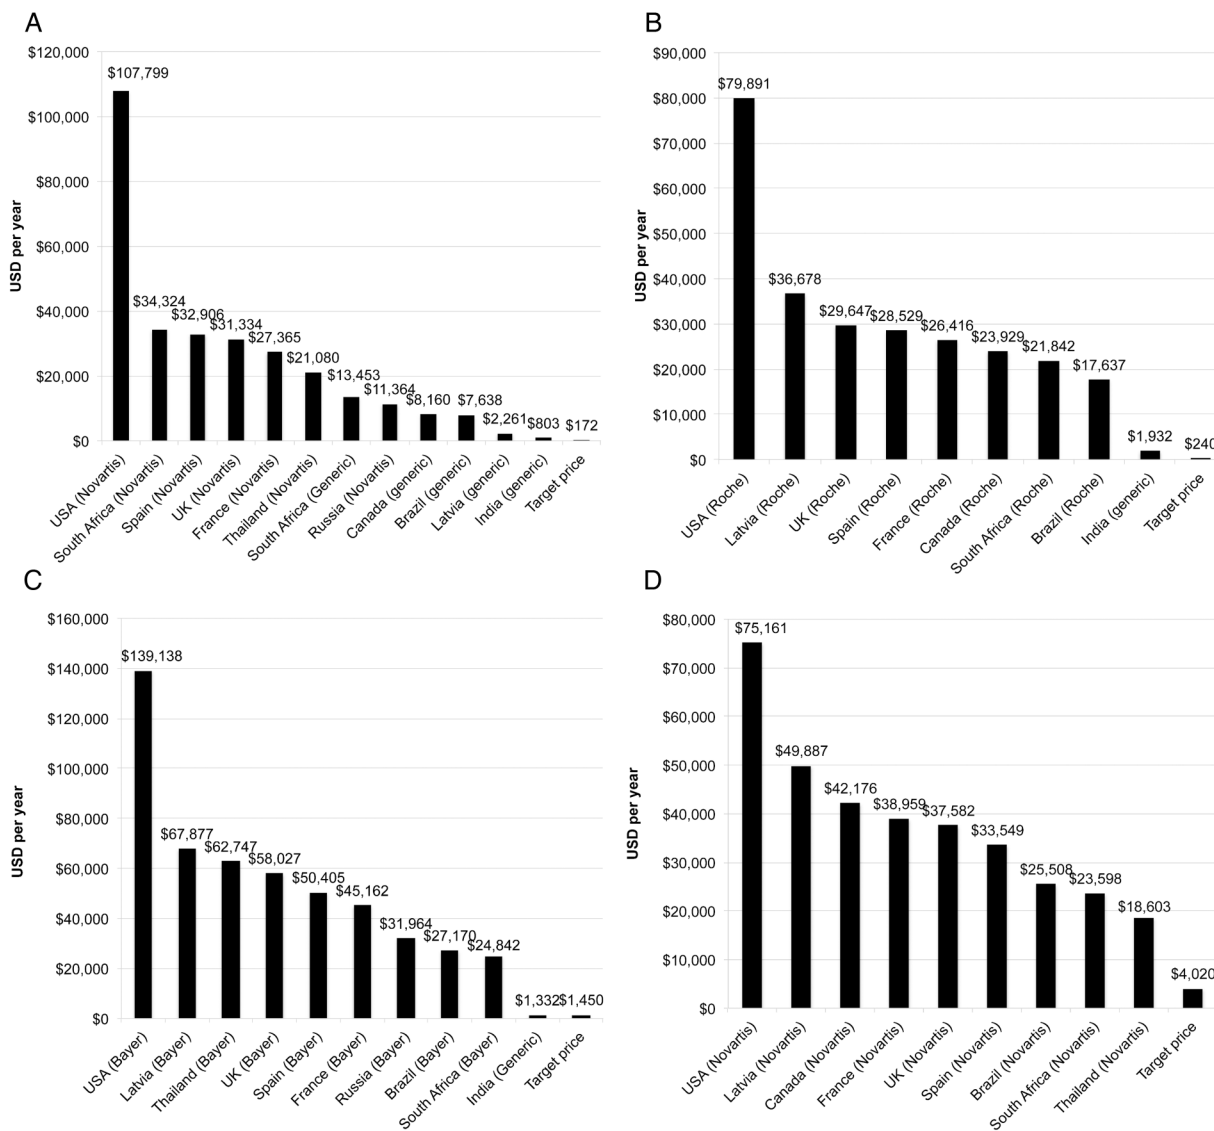 A
USD per year
$120,000
$100,000
$80,000
$60,000
$40,000
$20,000
$0
$107,799
$34,324
$32,906
$31,334
$27,365
$21,080
$13,453
$11,364
$8,160
$7,638
$2,261
$803
$172
USA (Novartis)
South Africa (Novartis)
Spain (Novartis)
UK (Novartis)
France (Novartis)
Thailand (Novartis)
South Africa (Generic)
Russia (Novartis)
Canada (generic)
Brazil (generic)
Latvia (generic)
India (generic)
Target price
B
USD per year
$90,000
$80,000
$70,000
$60,000
$50,000
$40,000
$30,000
$20,000
$10,000
$0
$79,891
$36,678
$29,647
$28,529
$26,416
$23,929
$21,842
$17,637
$1,932
$240
USA (Roche)
Latvia (Roche)
UK (Roche)
Spain (Roche)
France (Roche)
Canada (Roche)
South Africa (Roche)
Brazil (Roche)
India (generic)
Target price
C
USD per year
$160,000
$140,000
$120,000
$100,000
$80,000
$60,000
$40,000
$20,000
$0
$139,138
$67,877
$62,747
$58,027
$50,405
$45,162
$31,964
$27,170
$24,842
$1,332
$1,450
USA (Bayer)
Latvia (Bayer)
Thailand (Bayer)
UK (Bayer)
Spain (Bayer)
France (Bayer)
Russia (Bayer)
Brazil (Bayer)
South Africa (Bayer)
India (Generic)
Target price
D
USD per year
$80,000
$70,000
$60,000
$50,000
$40,000
$30,000
$20,000
$10,000
$0
$75,161
$49,887
$42,176
$38,959
$37,582
$33,549
$25,508
$23,598
$18,603
$4,020
USA (Novartis)
Latvia (Novartis)
Canada (Novartis)
France (Novartis)
UK (Novartis)
Spain (Novartis)
Brazil (Novartis)
South Africa (Novartis)
Thailand (Novartis)
Target price